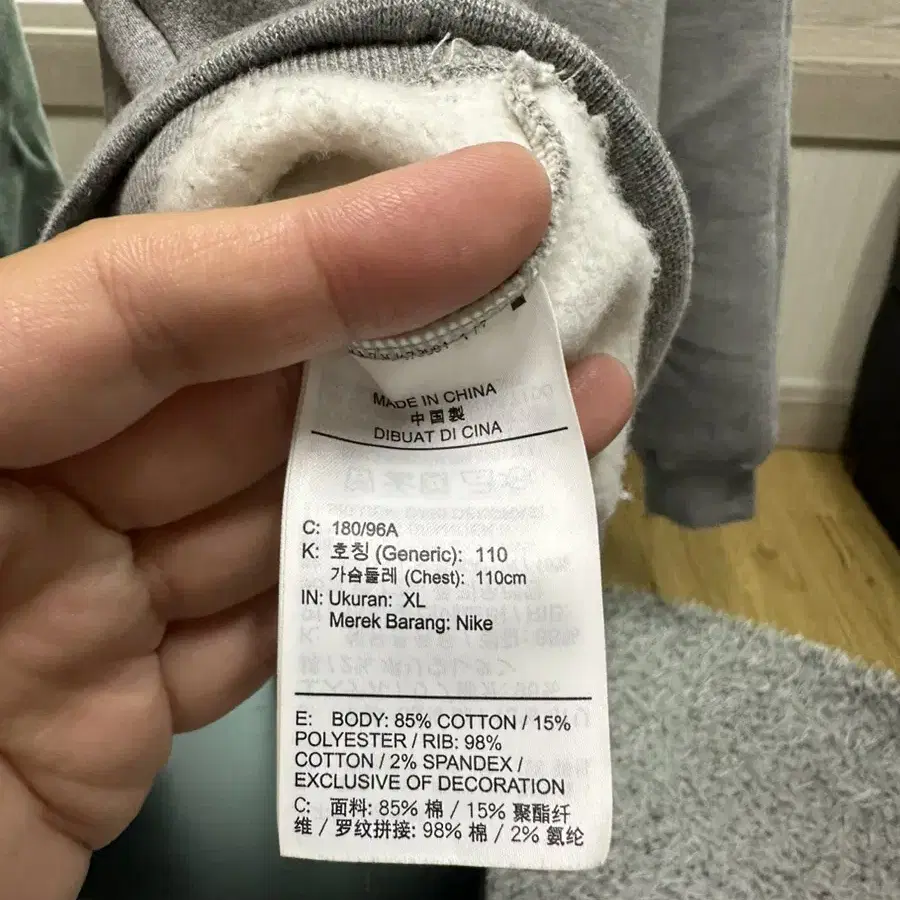 MADE IN CHINA
中国製
DIBUAT DI CINA
C: 180/96A
K: 호칭 (Generic): 110
가슴둘레 (Chest): 110cm
IN: Ukuran: XL
Merek Barang: Nike
E: BODY: 85% COTTON / 15%
POLYESTER / RIB: 98%
COTTON / 2% SPANDEX /
EXCLUSIVE OF DECORATION
C: 面料: 85% 棉 / 15% 聚酯纤
维 / 罗纹拼接: 98% 棉 / 2% 氨纶